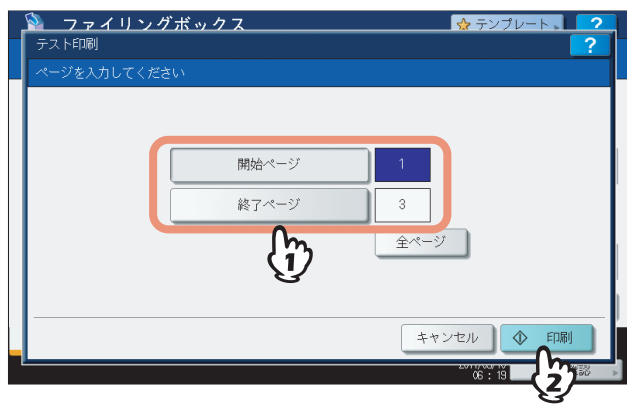 ファイリングボックス
テンプレート
?
テスト印刷
?
ページを入力してください
開始ページ
1
終了ページ
3
1
全ページ
キャンセル
印刷
2
06 : 19